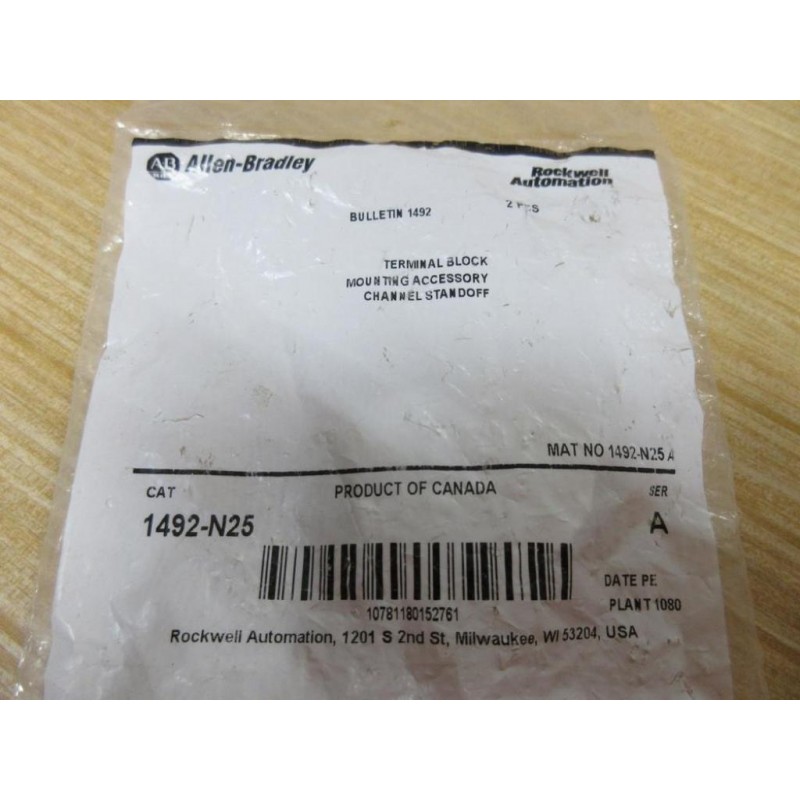 AB Allen-Bradley
Rockwell
Automation
BULLETIN 1492
2 PCS
TERMINAL BLOCK
MOUNTING ACCESSORY
CHANNEL STANDOFF
MAT NO 1492-N25 A
CAT
PRODUCT OF CANADA
SER
1492-N25
A
DATE PE
PLANT 1080
10781180152761
Rockwell Automation, 1201 S 2nd St, Milwaukee, WI 53204, USA